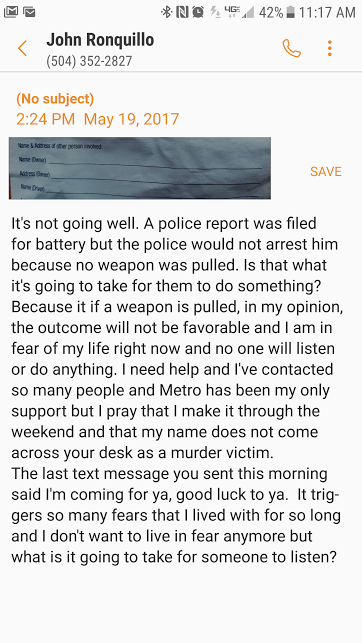 42% 11:17 AM
John Ronquillo
(504) 352-2827
(No subject)
2:24 PM May 19, 2017
Name & Address of other person involved:
Name (Owner)
Address (Owner)
Name (Driver)
SAVE
It's not going well. A police report was filed
for battery but the police would not arrest him
because no weapon was pulled. Is that what
it's going to take for them to do something?
Because it if a weapon is pulled, in my opinion,
the outcome will not be favorable and I am in
fear of my life right now and no one will listen
or do anything. I need help and I've contacted
so many people and Metro has been my only
support but I pray that I make it through the
weekend and that my name does not come
across your desk as a murder victim.
The last text message you sent this morning
said I'm coming for ya, good luck to ya.  It trig-
gers so many fears that I lived with for so long
and I don't want to live in fear anymore but
what is it going to take for someone to listen?